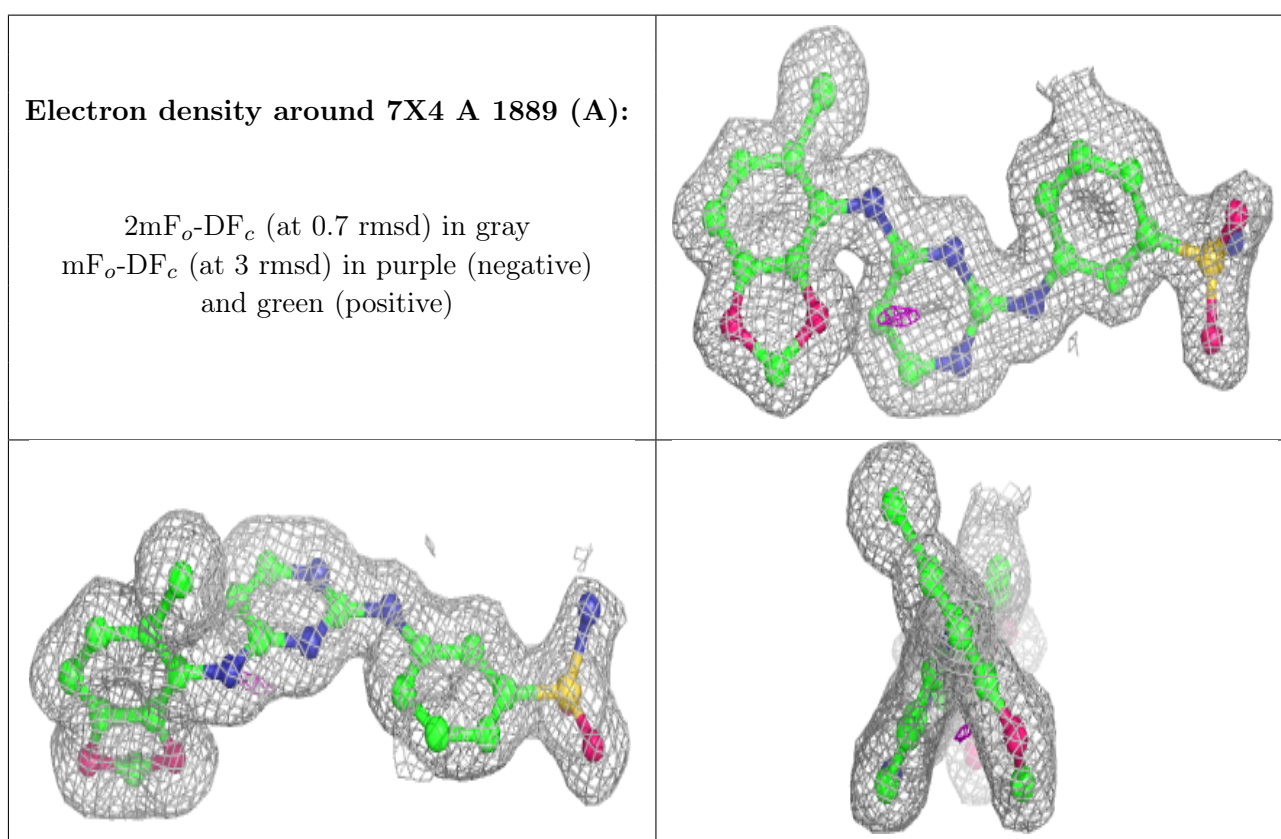 Electron density around 7X4 A 1889 (A):
2mFₒ-DF𝒸 (at 0.7 rmsd) in gray
mFₒ-DF𝒸 (at 3 rmsd) in purple (negative)
and green (positive)